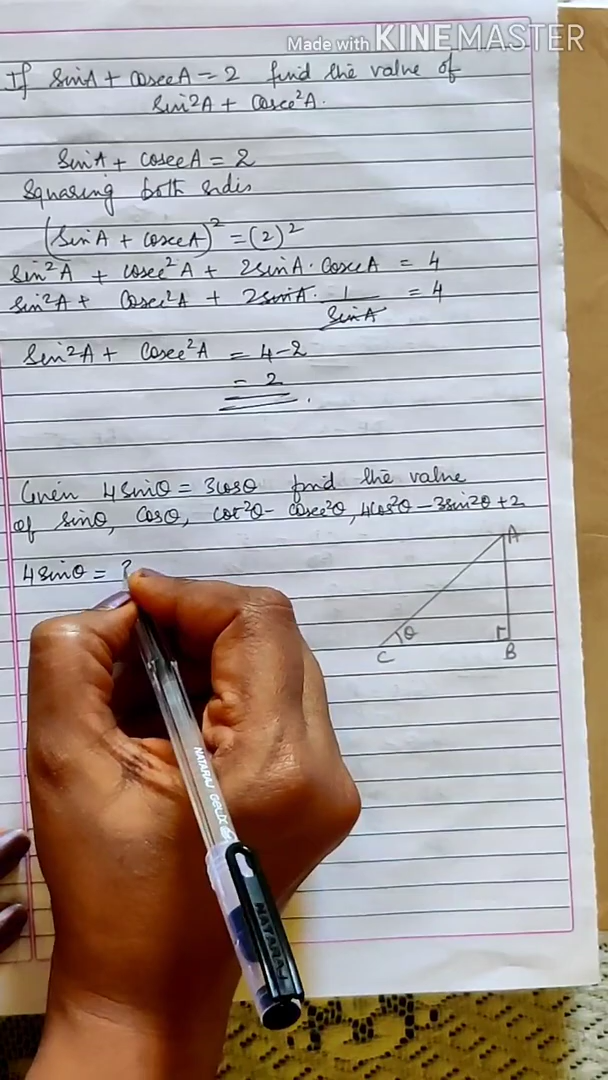 Made with KINEMASTER
If sinA + cosecA = 2 find the value of
sin²A + cosec²A.
sinA + cosecA = 2
Squaring both sides
(sinA + cosecA)² = (2)²
sin²A + cosec²A + 2sinA · cosecA = 4
sin²A + cosec²A + 2sinA · 1/sinA = 4
sin²A + cosec²A = 4 - 2
= 2
Given 4sinθ = 3cosθ find the value
of sinθ, cosθ, cot²θ - cosec²θ, 4cos²θ - 3sin²θ + 2
4sinθ = 3
A
θ
C
B
NATARAJ GELIX
NATARAJ